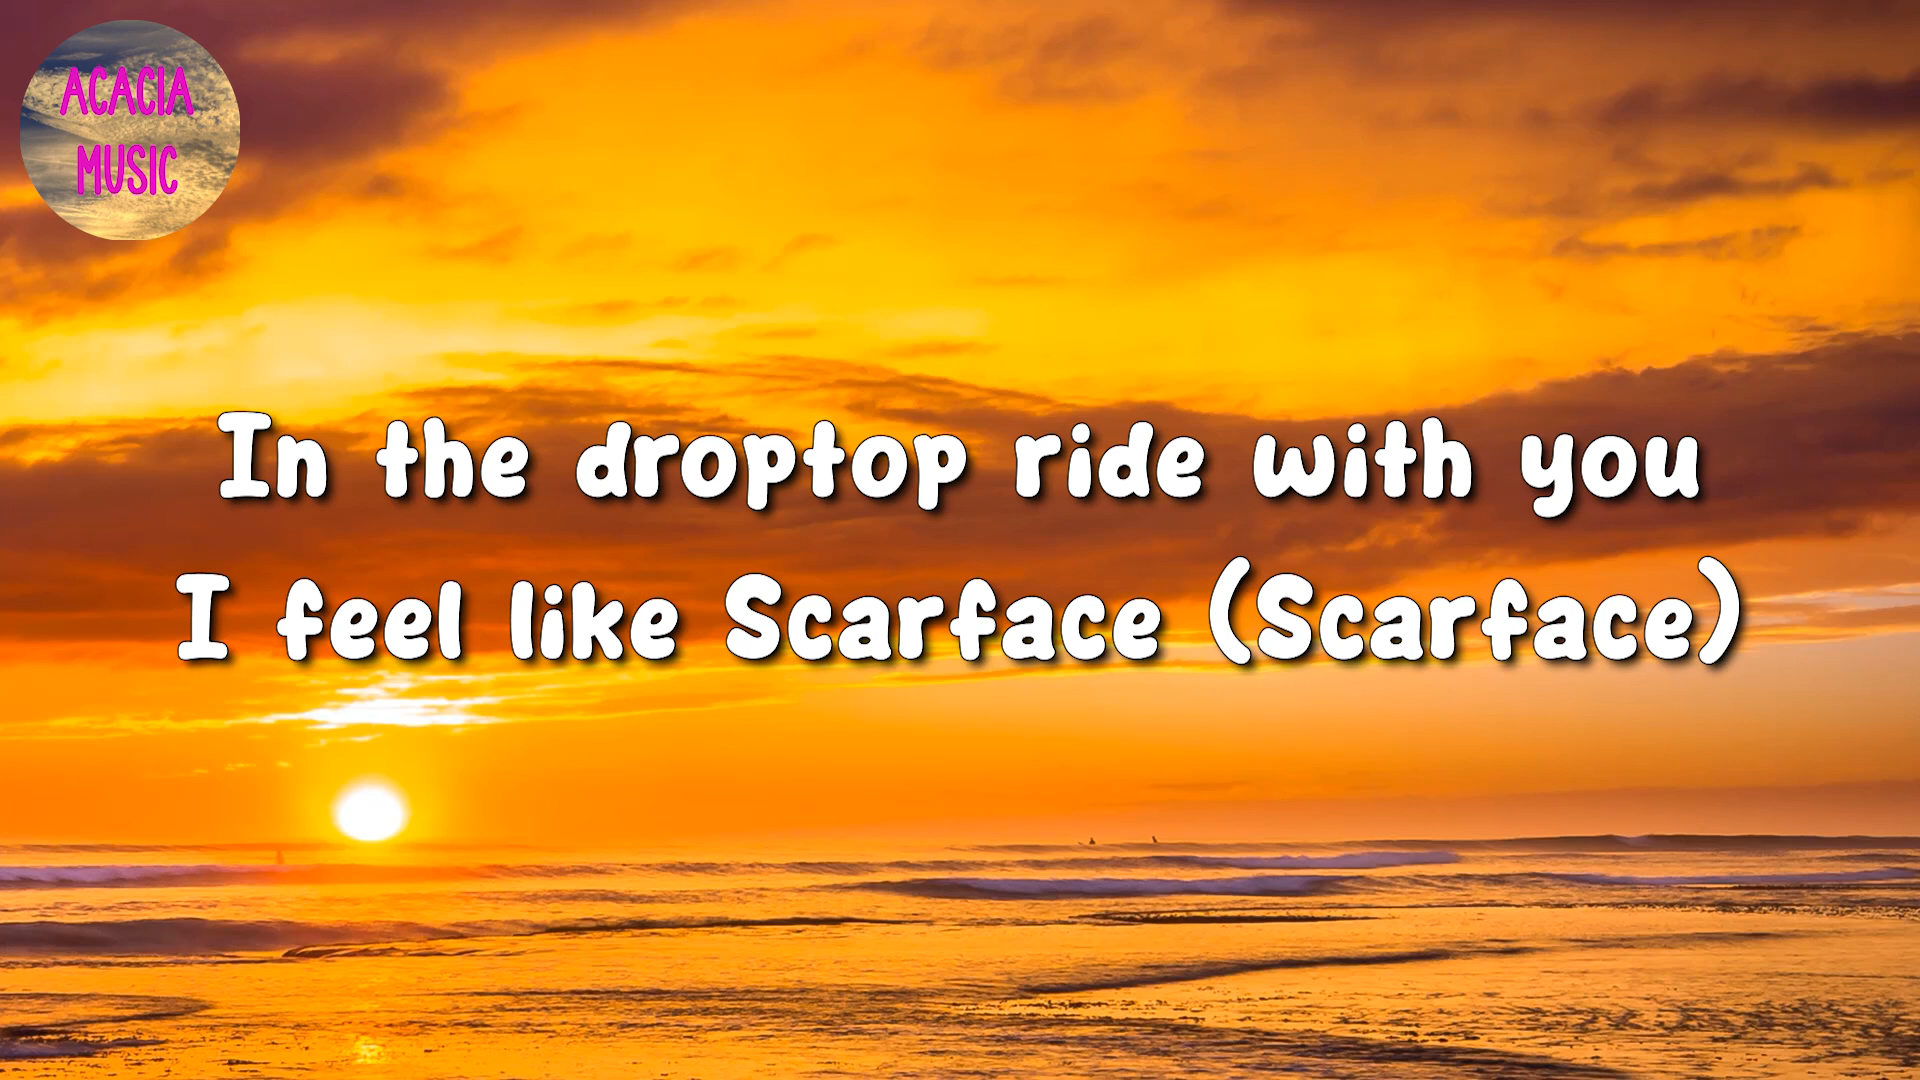 ACACIA
MUSIC
In the droptop ride with you
I feel like Scarface (Scarface)